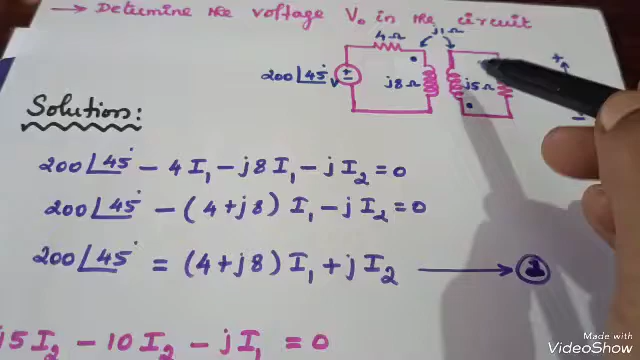 → Determine the voltage V₀ in the circuit
j1Ω
4Ω
200∠45° V
j8Ω
j5Ω
Solution:
200∠45° - 4I₁ - j8I₁ - jI₂ = 0
200∠45° - (4+j8) I₁ - jI₂ = 0
200∠45° = (4+j8) I₁ + jI₂ → ①
j5I₂ - 10I₂ - jI₁ = 0
Made with
VideoShow